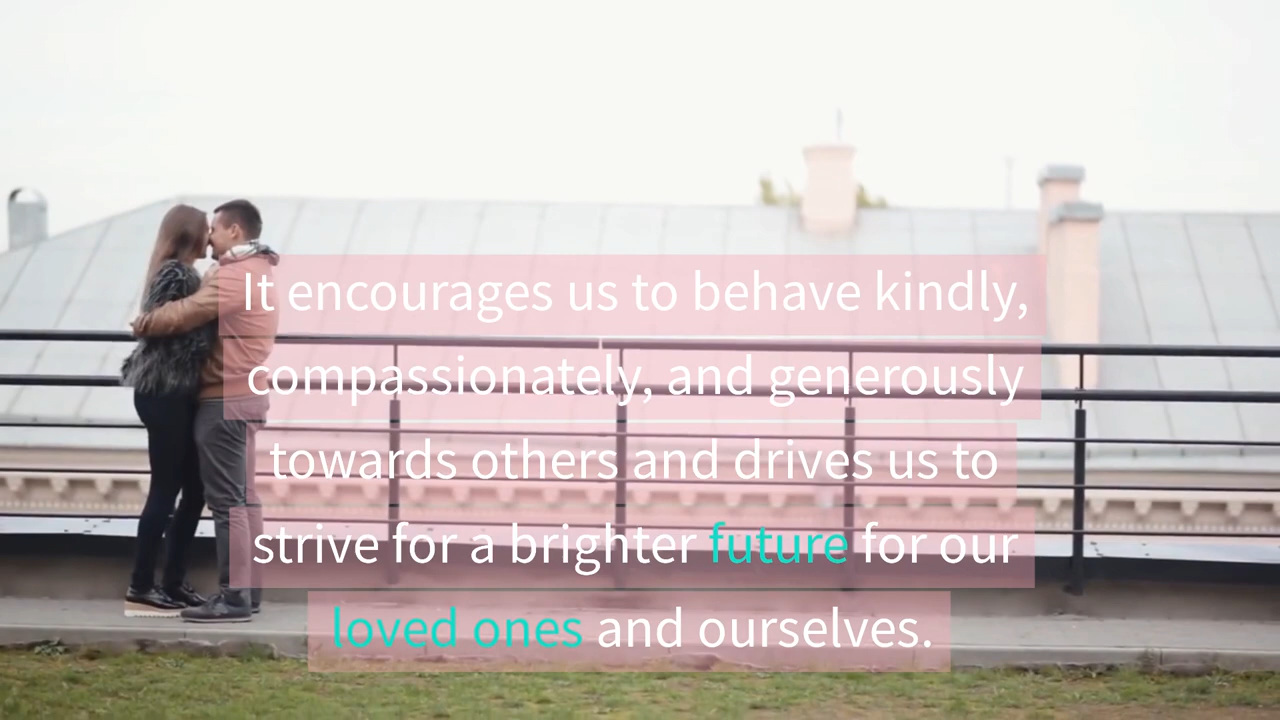 It encourages us to behave kindly,
compassionately, and generously
towards others and drives us to
strive for a brighter future for our
loved ones and ourselves.